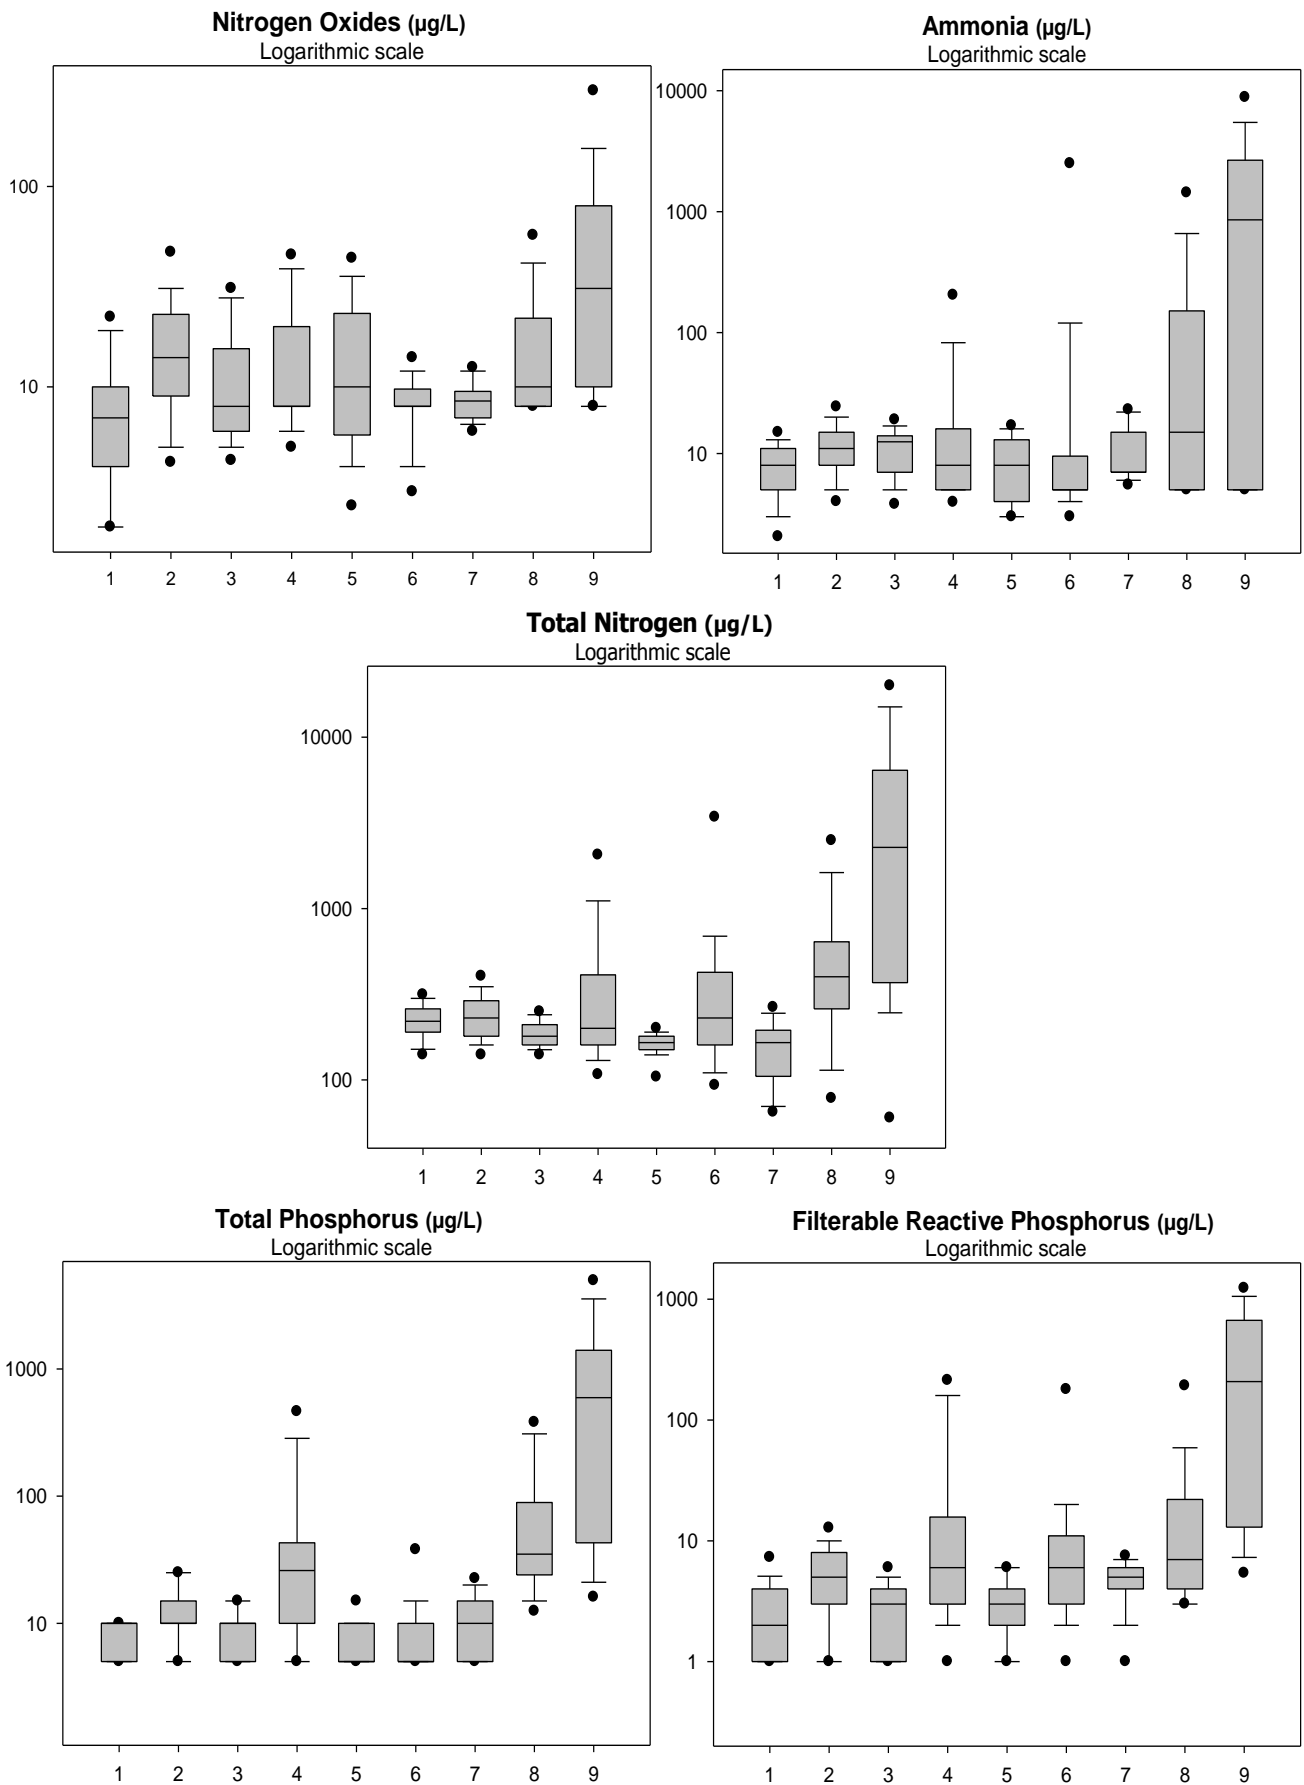 Nitrogen Oxides (µg/L)
Logarithmic scale
100
10
1 2 3 4 5 6 7 8 9
Ammonia (µg/L)
Logarithmic scale
10000
1000
100
10
1 2 3 4 5 6 7 8 9
Total Nitrogen (µg/L)
Logarithmic scale
10000
1000
100
1 2 3 4 5 6 7 8 9
Total Phosphorus (µg/L)
Logarithmic scale
1000
100
10
1 2 3 4 5 6 7 8 9
Filterable Reactive Phosphorus (µg/L)
Logarithmic scale
1000
100
10
1
1 2 3 4 5 6 7 8 9